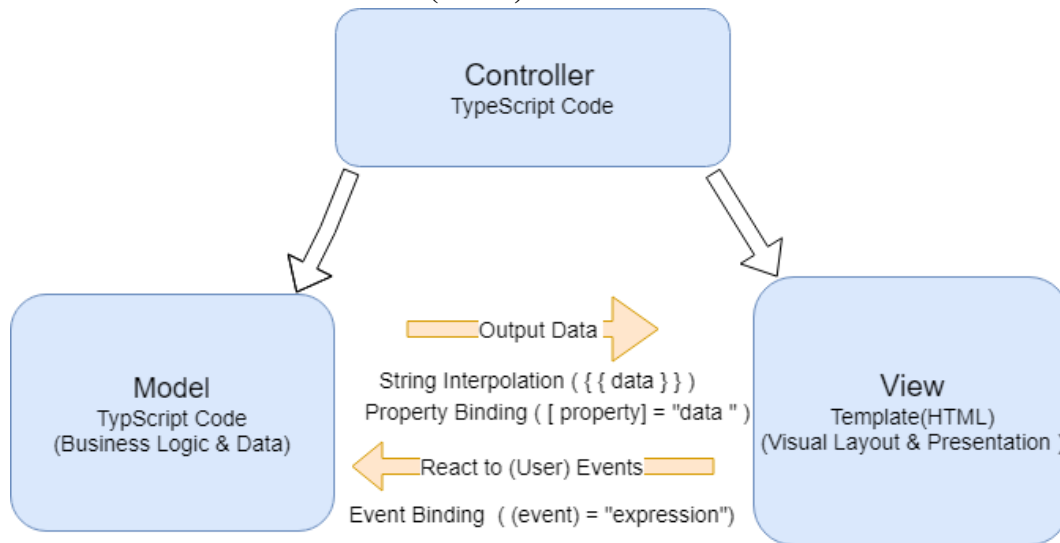 Controller
TypeScript Code
Output Data
String Interpolation ( { { data } } )
Property Binding ( [ property] = "data " )
React to (User) Events
Event Binding ( (event) = "expression")
Model
TypScript Code
(Business Logic & Data)
View
Template(HTML)
(Visual Layout & Presentation )